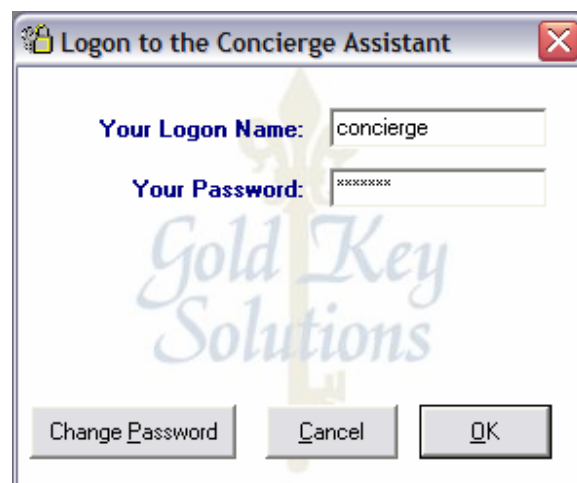 Logon to the Concierge Assistant
Your Logon Name: concierge
Your Password: *******
Gold Key
Solutions
Change Password Cancel OK